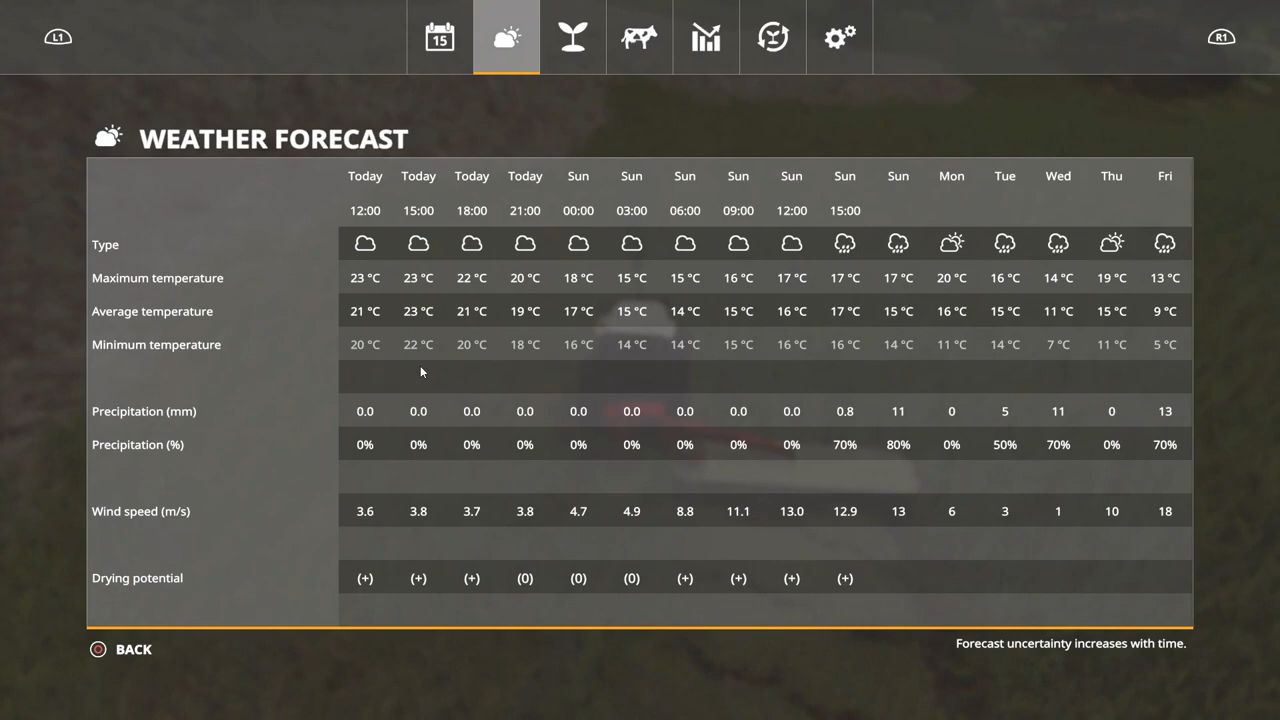 L1
15
R1
WEATHER FORECAST
Today Today Today Today Sun Sun Sun Sun Sun Sun Sun Mon Tue Wed Thu Fri
12:00 15:00 18:00 21:00 00:00 03:00 06:00 09:00 12:00 15:00
Type
Maximum temperature 23 °C 23 °C 22 °C 20 °C 18 °C 15 °C 15 °C 16 °C 17 °C 17 °C 17 °C 20 °C 16 °C 14 °C 19 °C 13 °C
Average temperature 21 °C 23 °C 21 °C 19 °C 17 °C 15 °C 14 °C 15 °C 16 °C 17 °C 15 °C 16 °C 15 °C 11 °C 15 °C 9 °C
Minimum temperature 20 °C 22 °C 20 °C 18 °C 16 °C 14 °C 14 °C 15 °C 16 °C 16 °C 14 °C 11 °C 14 °C 7 °C 11 °C 5 °C
Precipitation (mm) 0.0 0.0 0.0 0.0 0.0 0.0 0.0 0.0 0.0 0.8 11 0 5 11 0 13
Precipitation (%) 0% 0% 0% 0% 0% 0% 0% 0% 0% 70% 80% 0% 50% 70% 0% 70%
Wind speed (m/s) 3.6 3.8 3.7 3.8 4.7 4.9 8.8 11.1 13.0 12.9 13 6 3 1 10 18
Drying potential (+) (+) (+) (0) (0) (0) (+) (+) (+) (+)
BACK
Forecast uncertainty increases with time.